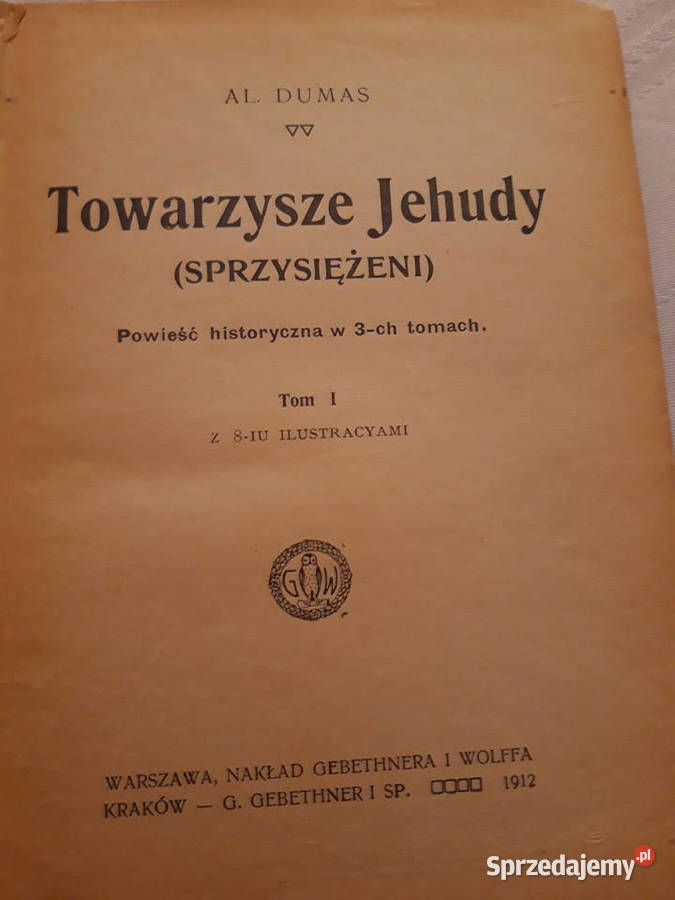 AL. DUMAS
Towarzysze Jehudy
(SPRZYSIĘŻENI)
Powieść historyczna w 3-ch tomach.
Tom I
Z 8-IU ILUSTRACYAMI
G W
WARSZAWA, NAKŁAD GEBETHNERA I WOLFFA
KRAKÓW — G. GEBETHNER I SP. 1912
Sprzedajemy.pl